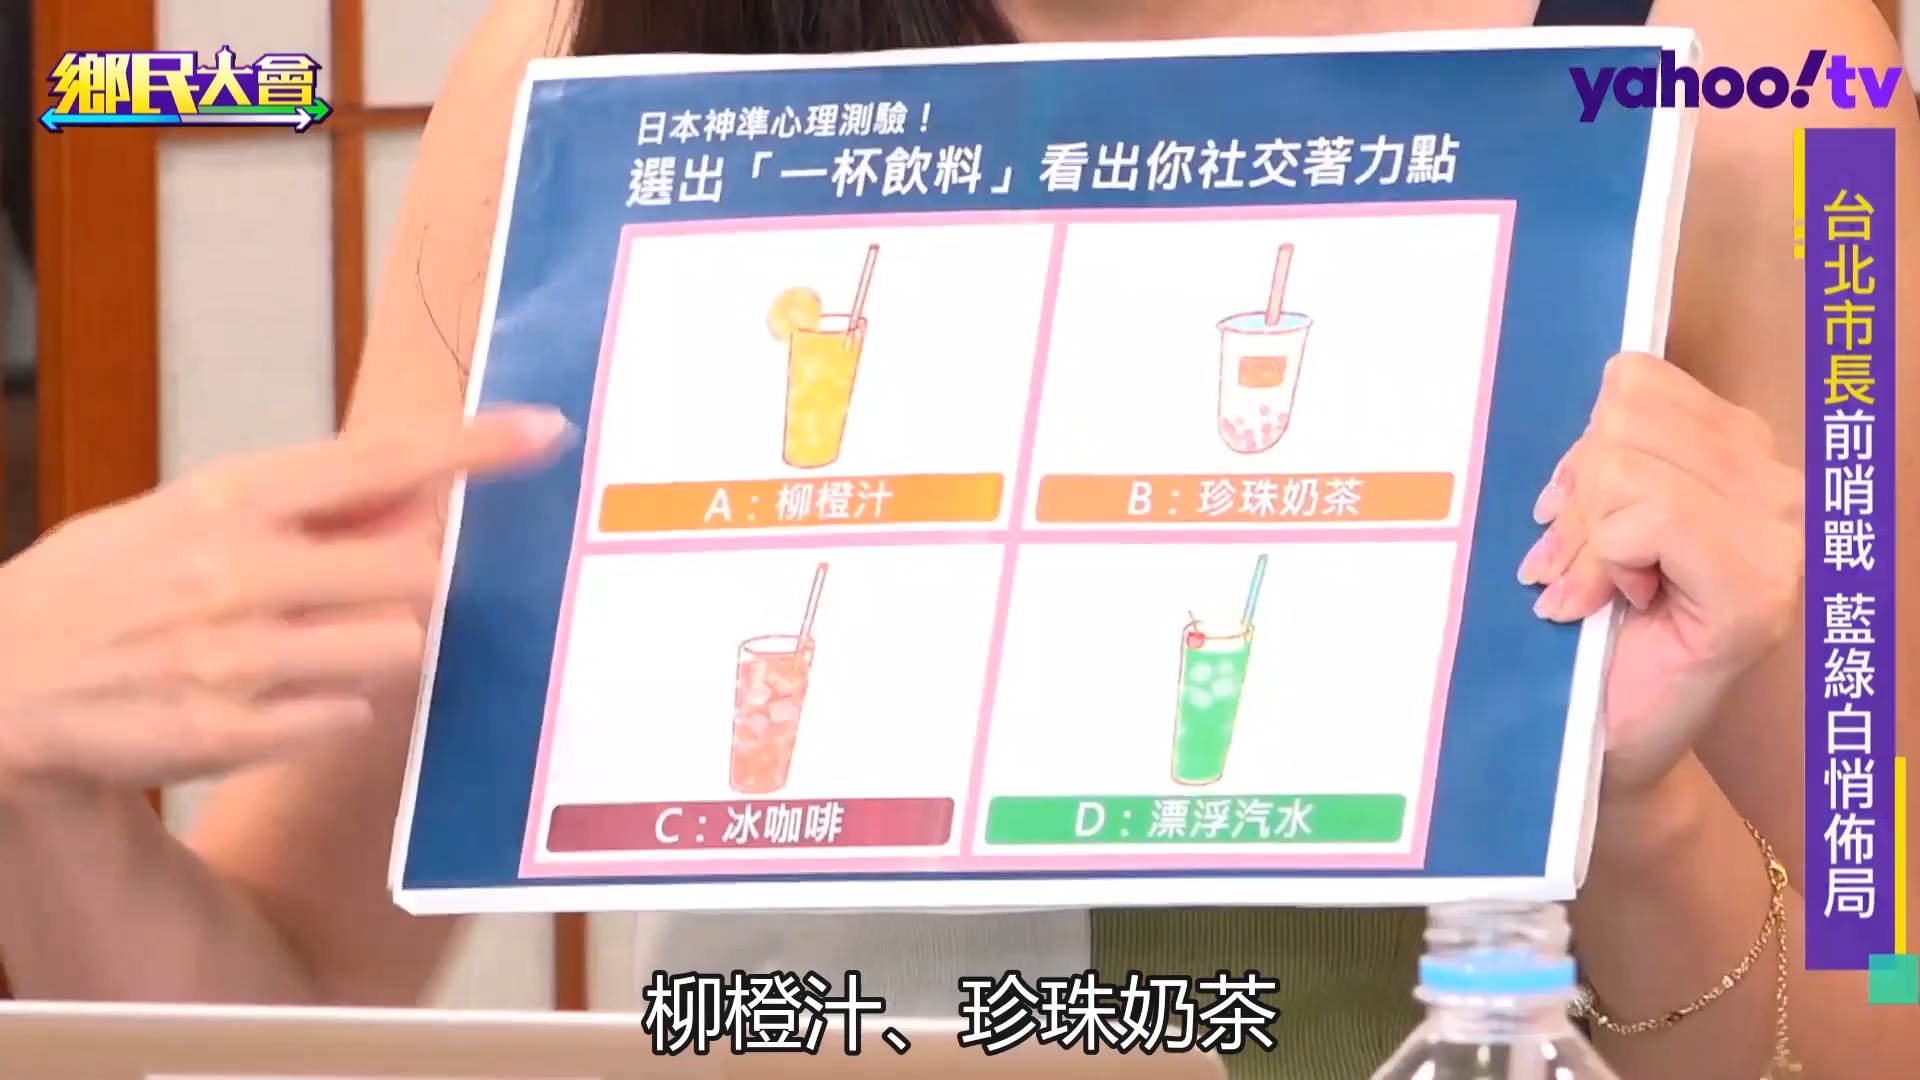 鄉民大會
yahoo!tv
日本神準心理測驗！
選出「一杯飲料」看出你社交著力點
A：柳橙汁
B：珍珠奶茶
C：冰咖啡
D：漂浮汽水
台北市長前哨戰 藍綠白悄佈局
柳橙汁、珍珠奶茶